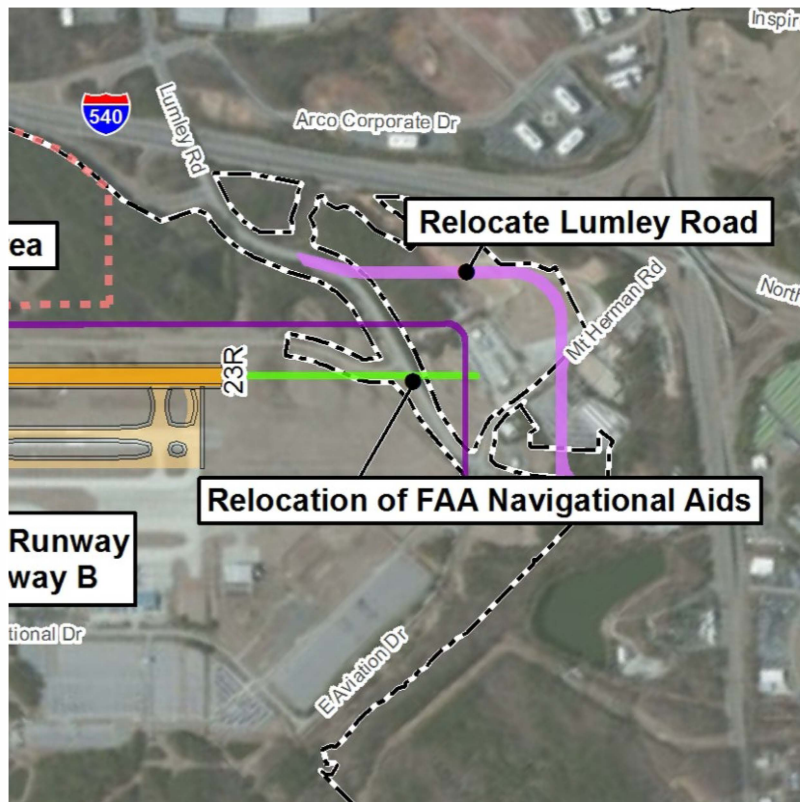 Inspir
540
Lumley Rd
Arco Corporate Dr
Relocate Lumley Road
ea
North
Mt Herman Rd
23R
Relocation of FAA Navigational Aids
Runway
way B
tional Dr
E Aviation Dr